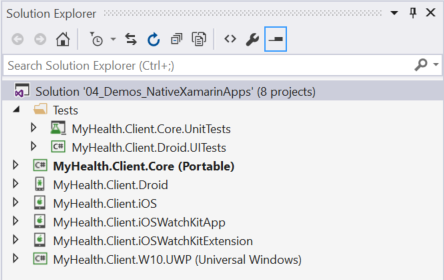 Solution Explorer
Search Solution Explorer (Ctrl+;)
Solution '04_Demos_NativeXamarinApps' (8 projects)
Tests
MyHealth.Client.Core.UnitTests
C# MyHealth.Client.Droid.UITests
C# MyHealth.Client.Core (Portable)
MyHealth.Client.Droid
MyHealth.Client.iOS
MyHealth.Client.iOSWatchKitApp
MyHealth.Client.iOSWatchKitExtension
C# MyHealth.Client.W10.UWP (Universal Windows)